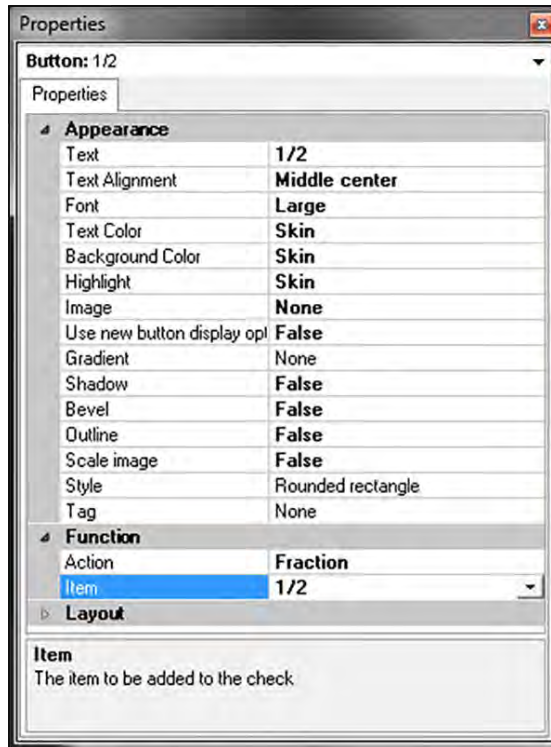 Properties
Button: 1/2
Properties
Appearance
Text 1/2
Text Alignment Middle center
Font Large
Text Color Skin
Background Color Skin
Highlight Skin
Image None
Use new button display opt False
Gradient None
Shadow False
Bevel False
Outline False
Scale image False
Style Rounded rectangle
Tag None
Function
Action Fraction
Item 1/2
Layout
Item
The item to be added to the check